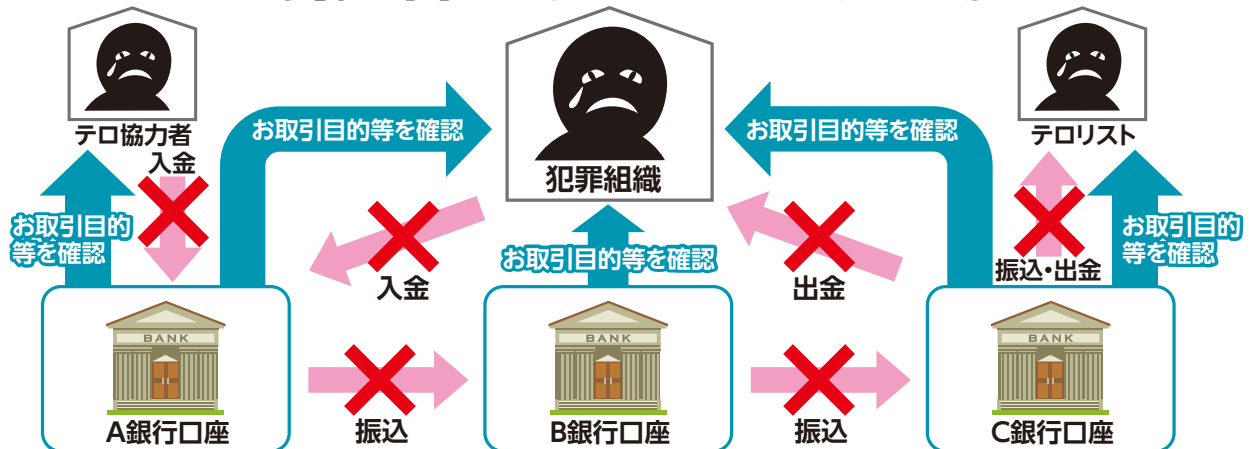 テロ協力者
入金
お取引目的等を確認
犯罪組織
お取引目的等を確認
テロリスト
お取引目的
等を確認
入金
お取引目的等を確認
出金
振込・出金
お取引目的
等を確認
BANK
A銀行口座
振込
BANK
B銀行口座
振込
BANK
C銀行口座